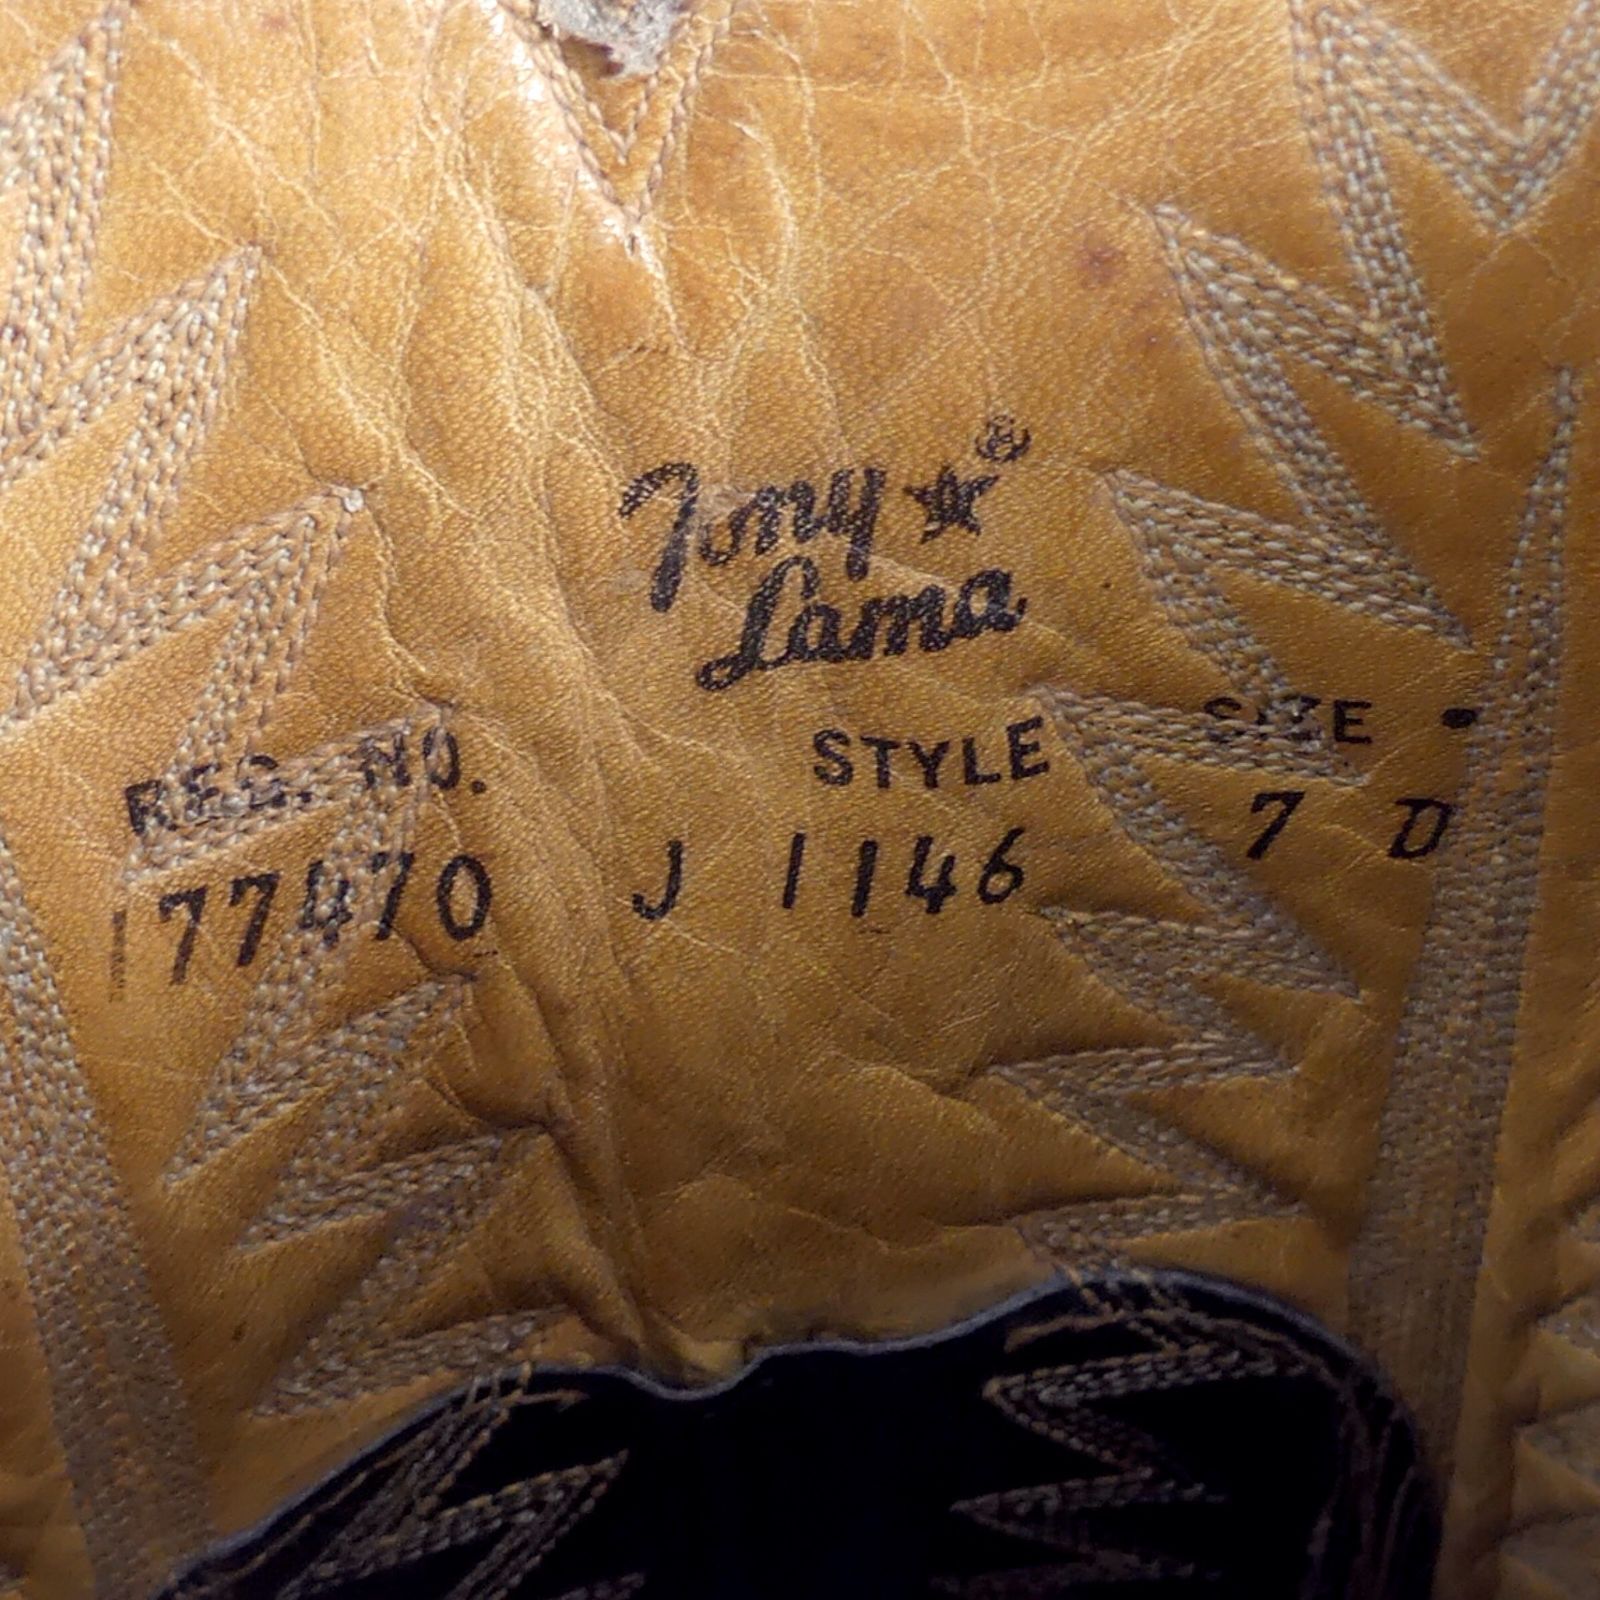 Tony ★®
Lama
REG. NO. STYLE SIZE
177470 J 1146 7 D